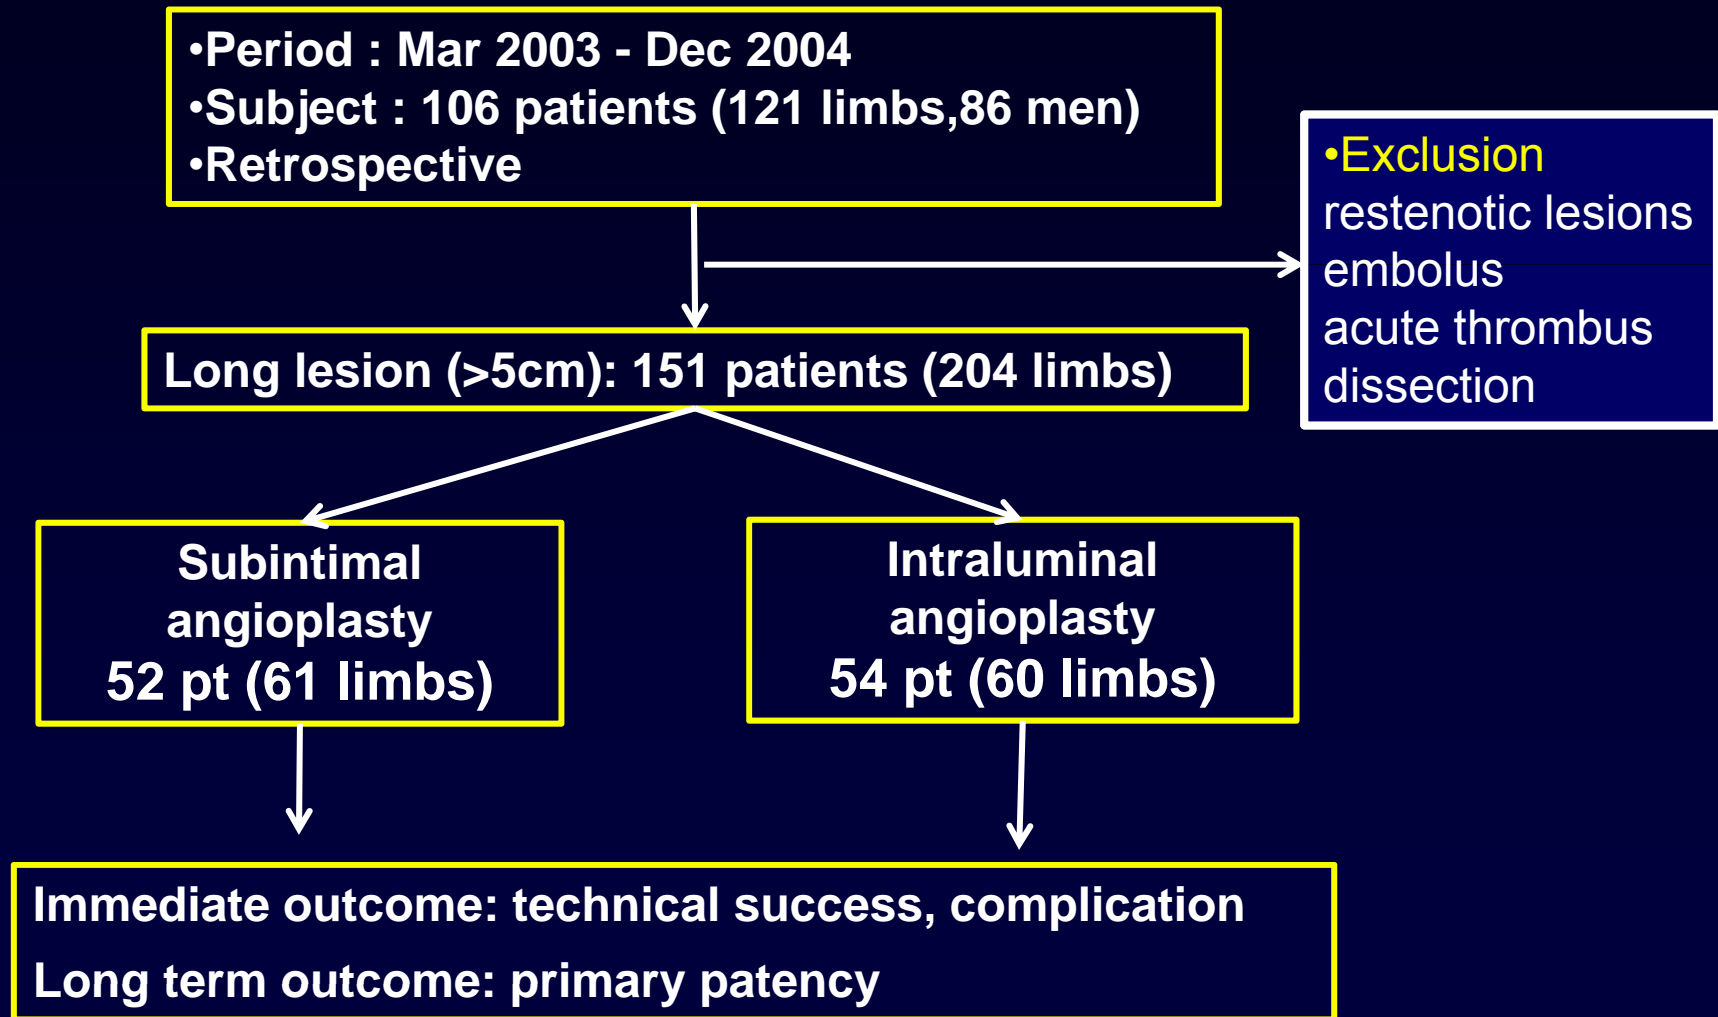 •Period : Mar 2003 - Dec 2004
•Subject : 106 patients (121 limbs,86 men)
•Retrospective
•Exclusion
restenotic lesions
embolus
acute thrombus
dissection
Long lesion (>5cm): 151 patients (204 limbs)
Subintimal
angioplasty
52 pt (61 limbs)
Intraluminal
angioplasty
54 pt (60 limbs)
Immediate outcome: technical success, complication
Long term outcome: primary patency